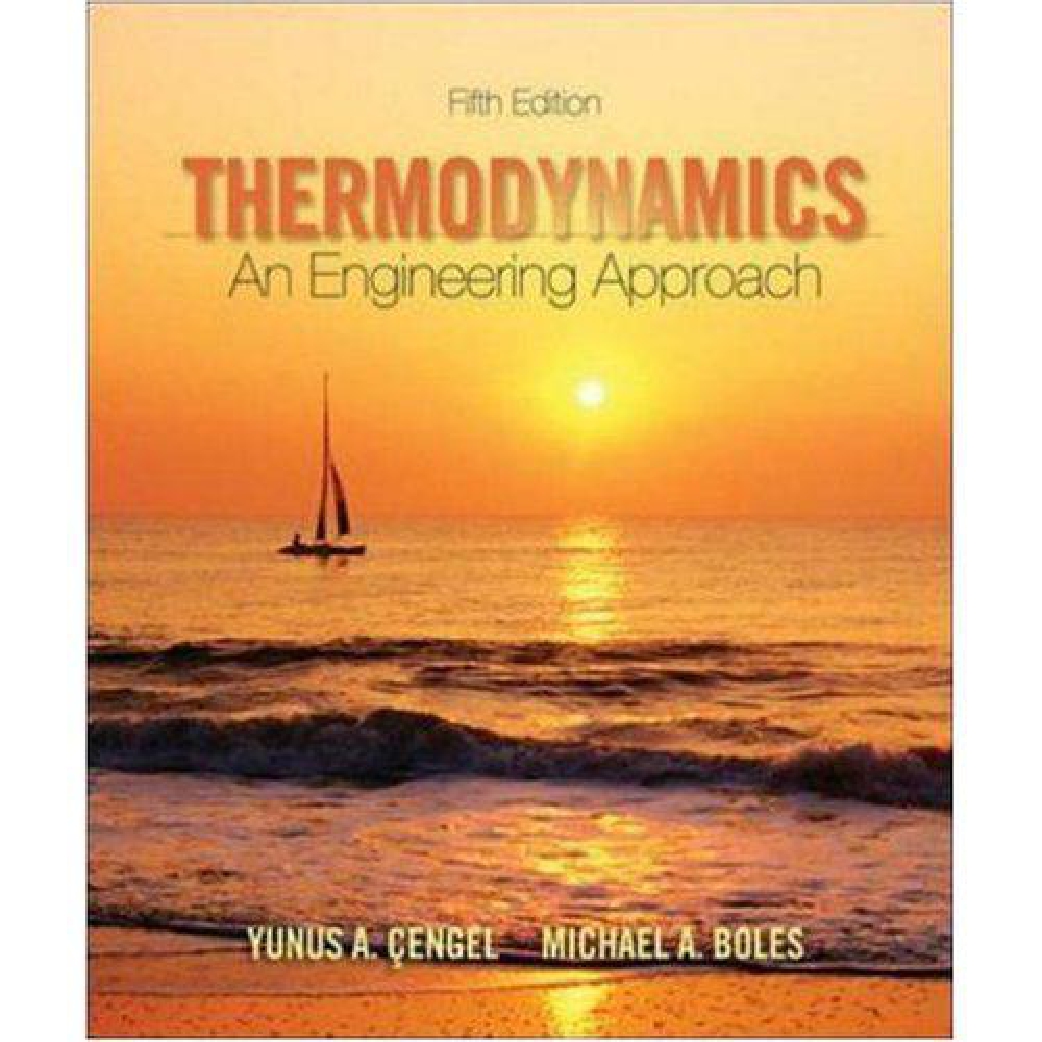 Fifth Edition
THERMODYNAMICS
An Engineering Approach
YUNUS A. ÇENGEL MICHAEL A. BOLES